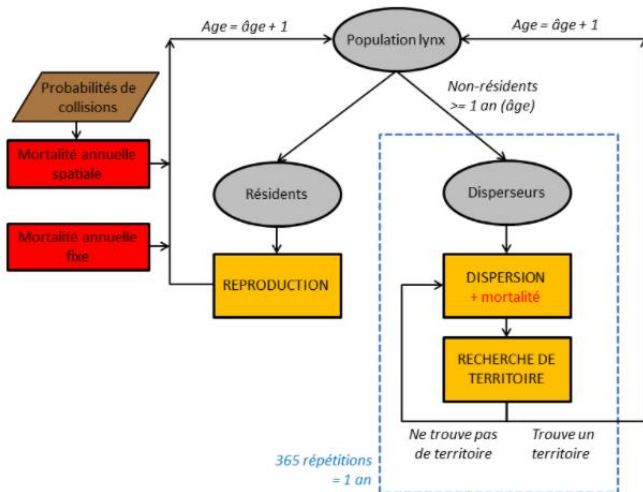 Age = âge + 1
Population lynx
Age = âge + 1
Probabilités de
collisions
Non-résidents
>= 1 an (âge)
Mortalité annuelle
spatiale
Résidents
Disperseurs
Mortalité annuelle
fixe
REPRODUCTION
DISPERSION
+ mortalité
RECHERCHE DE
TERRITOIRE
Ne trouve pas
de territoire
Trouve un
territoire
365 répétitions
= 1 an